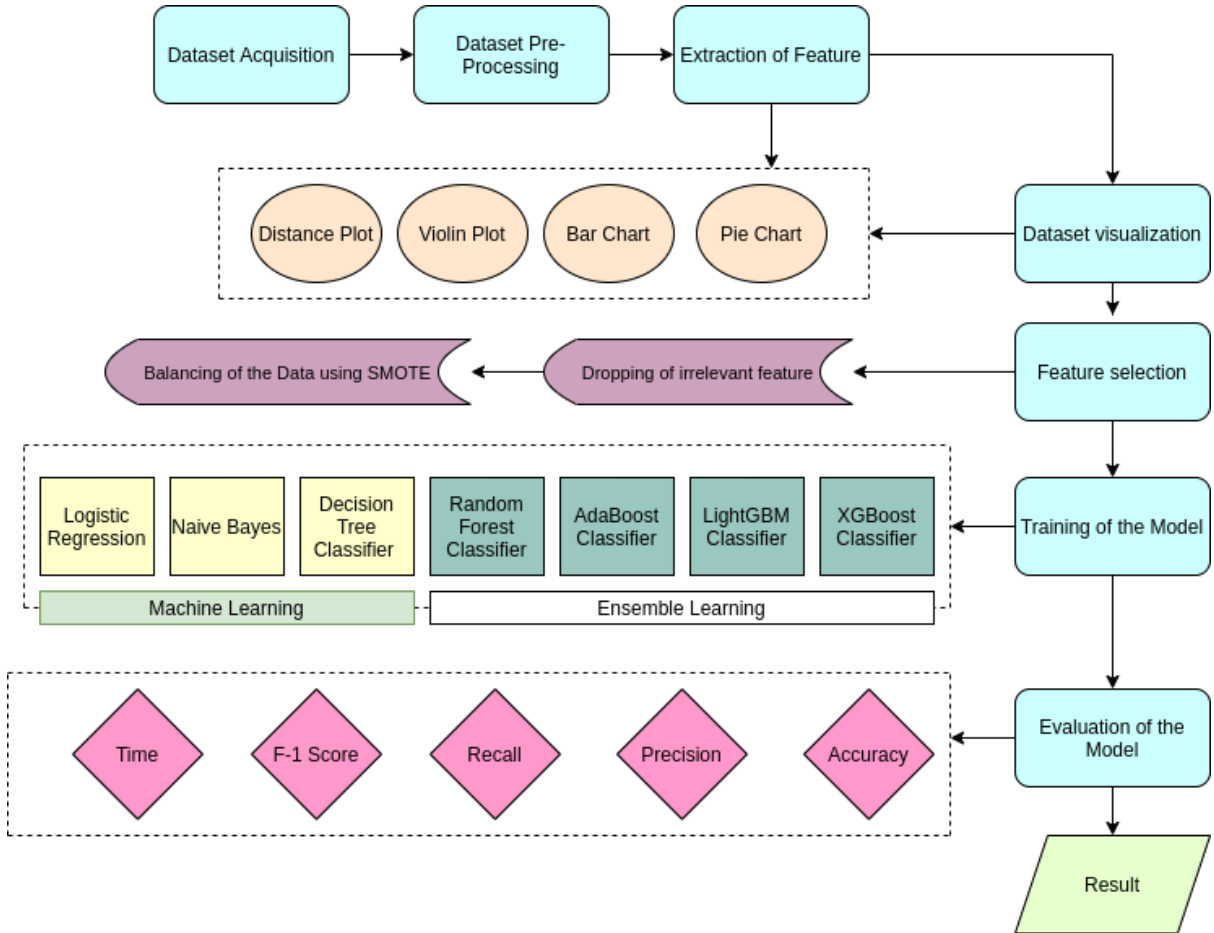 Dataset Acquisition
Dataset Pre-
Processing
Extraction of Feature
Distance Plot
Violin Plot
Bar Chart
Pie Chart
Dataset visualization
Balancing of the Data using SMOTE
Dropping of irrelevant feature
Feature selection
Logistic
Regression
Naive Bayes
Decision
Tree
Classifier
Random
Forest
Classifier
AdaBoost
Classifier
LightGBM
Classifier
XGBoost
Classifier
Training of the Model
Machine Learning
Ensemble Learning
Time
F-1 Score
Recall
Precision
Accuracy
Evaluation of the
Model
Result